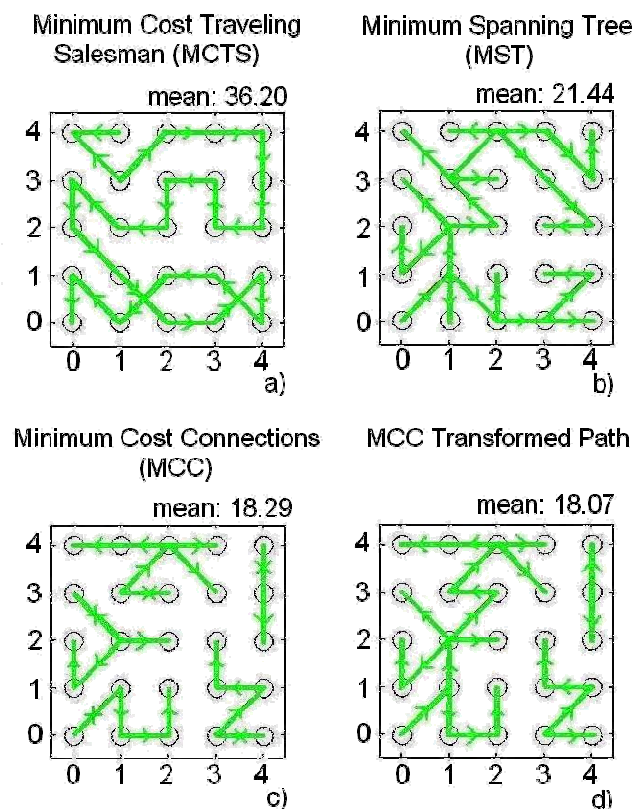 Minimum Cost Traveling
Salesman (MCTS)
mean: 36.20
4
3
2
1
0
0 1 2 3 4
a)
Minimum Spanning Tree
(MST)
mean: 21.44
4
3
2
1
0
0 1 2 3 4
b)
Minimum Cost Connections
(MCC)
mean: 18.29
4
3
2
1
0
0 1 2 3 4
c)
MCC Transformed Path
mean: 18.07
4
3
2
1
0
0 1 2 3 4
d)